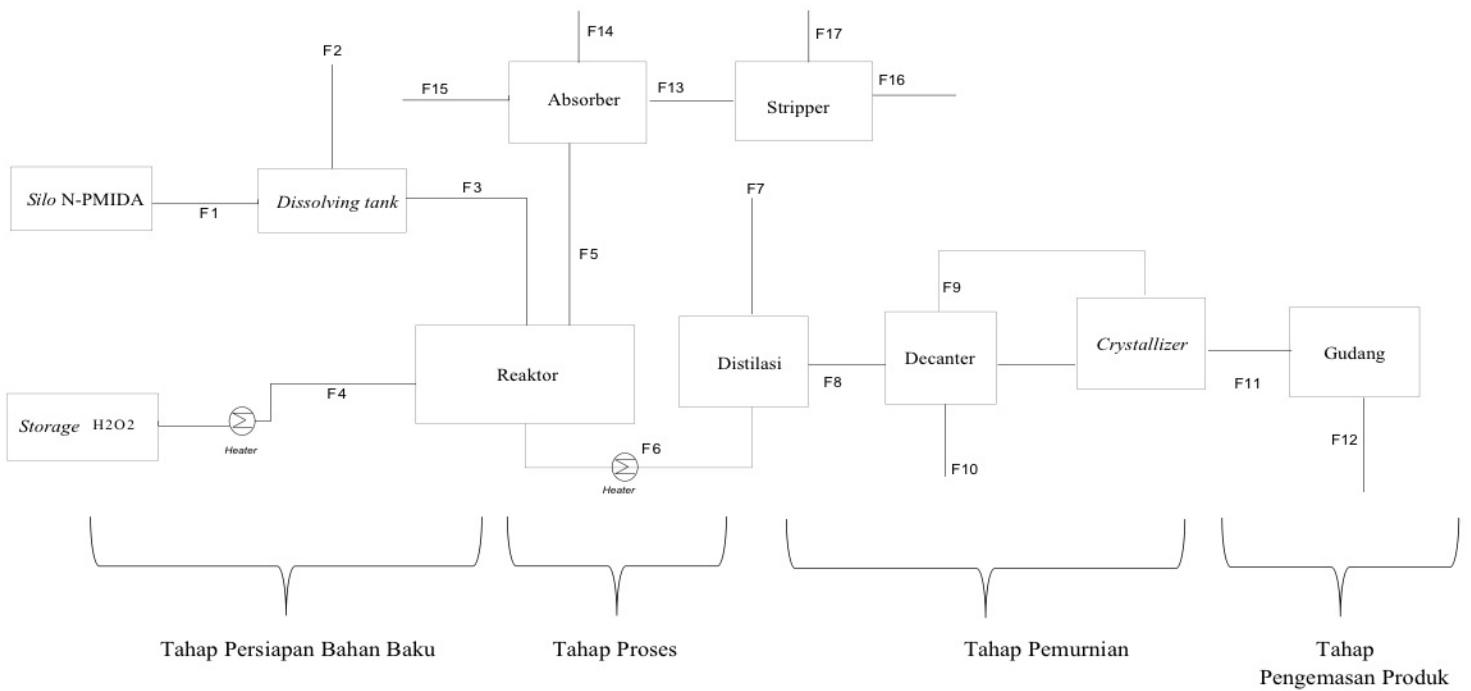 F2
F14
F17
F15
Absorber
F13
Stripper
F16
Silo N-PMIDA
F1
Dissolving tank
F3
F5
F7
Storage H2O2
Heater
F4
Reaktor
F6
Heater
Distilasi
F8
F9
Decanter
F10
Crystallizer
F11
Gudang
F12
Tahap Persiapan Bahan Baku
Tahap Proses
Tahap Pemurnian
Tahap
Pengemasan Produk